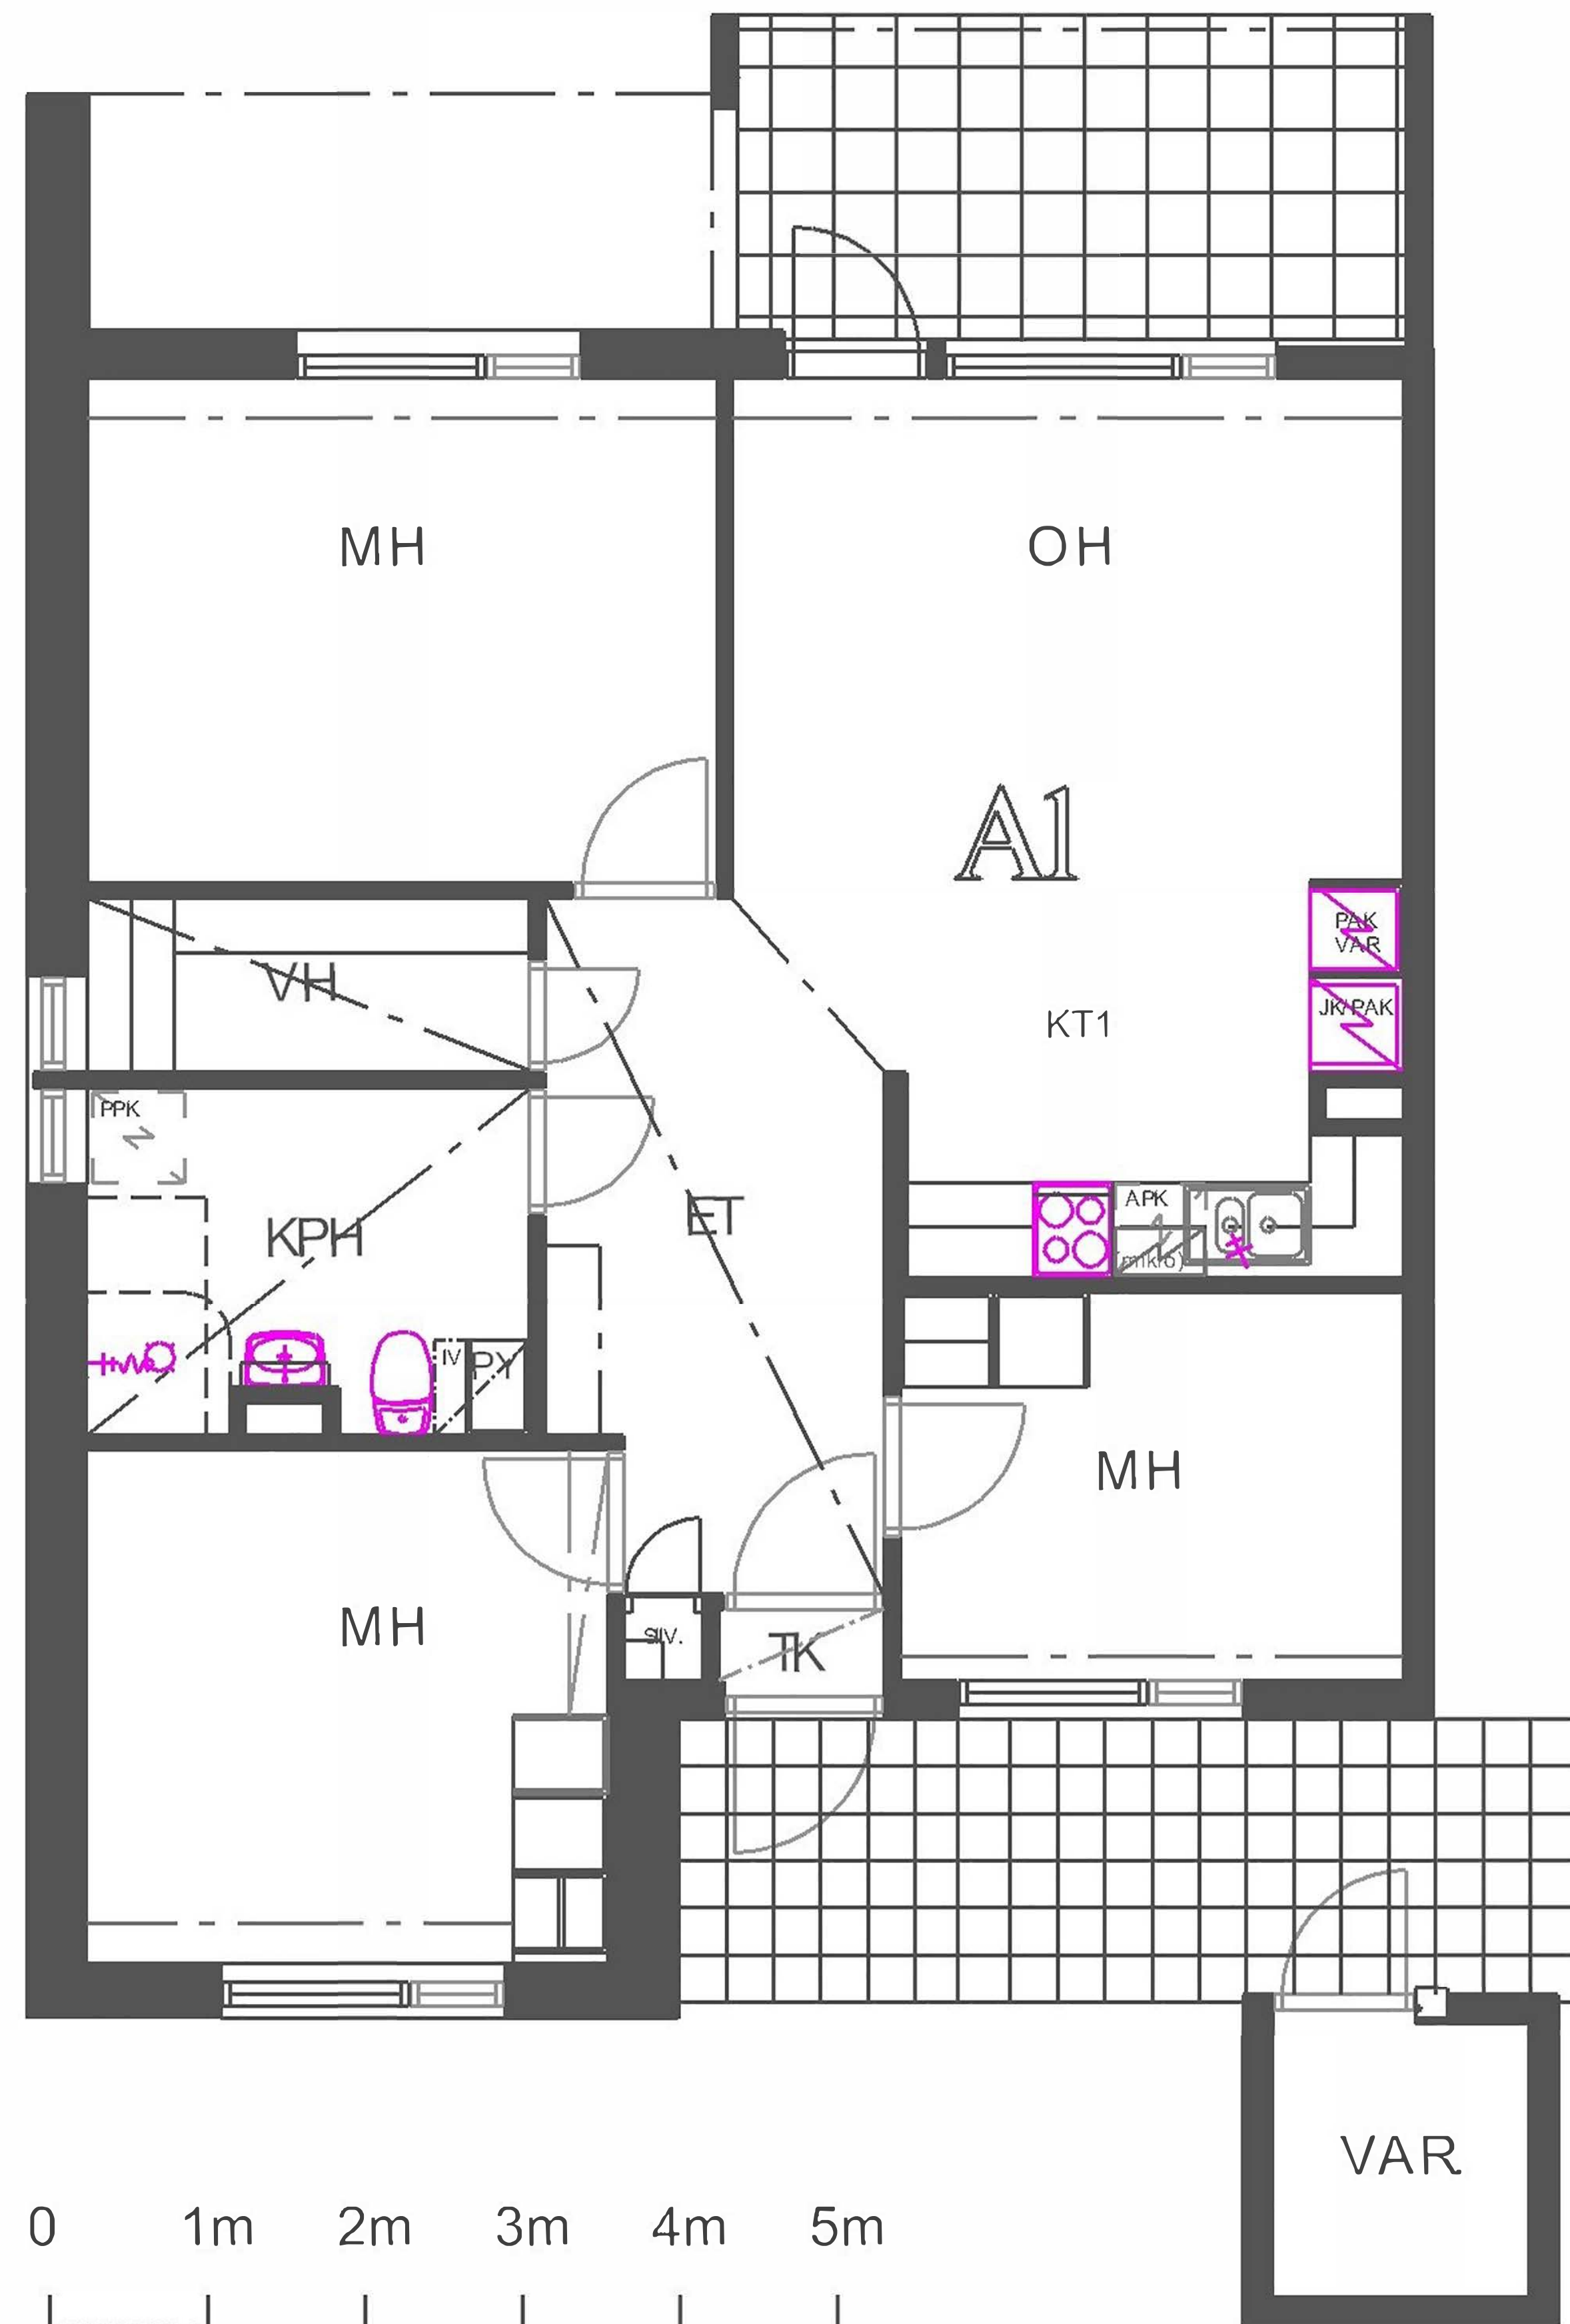 MH
OH
A1
PAK
VAR
VH
JK/PAK
KT1
PPK
APK
ET
KPH
(mikro)
IV
PY
MH
MH
SIIV.
TK
VAR
0 1m 2m 3m 4m 5m